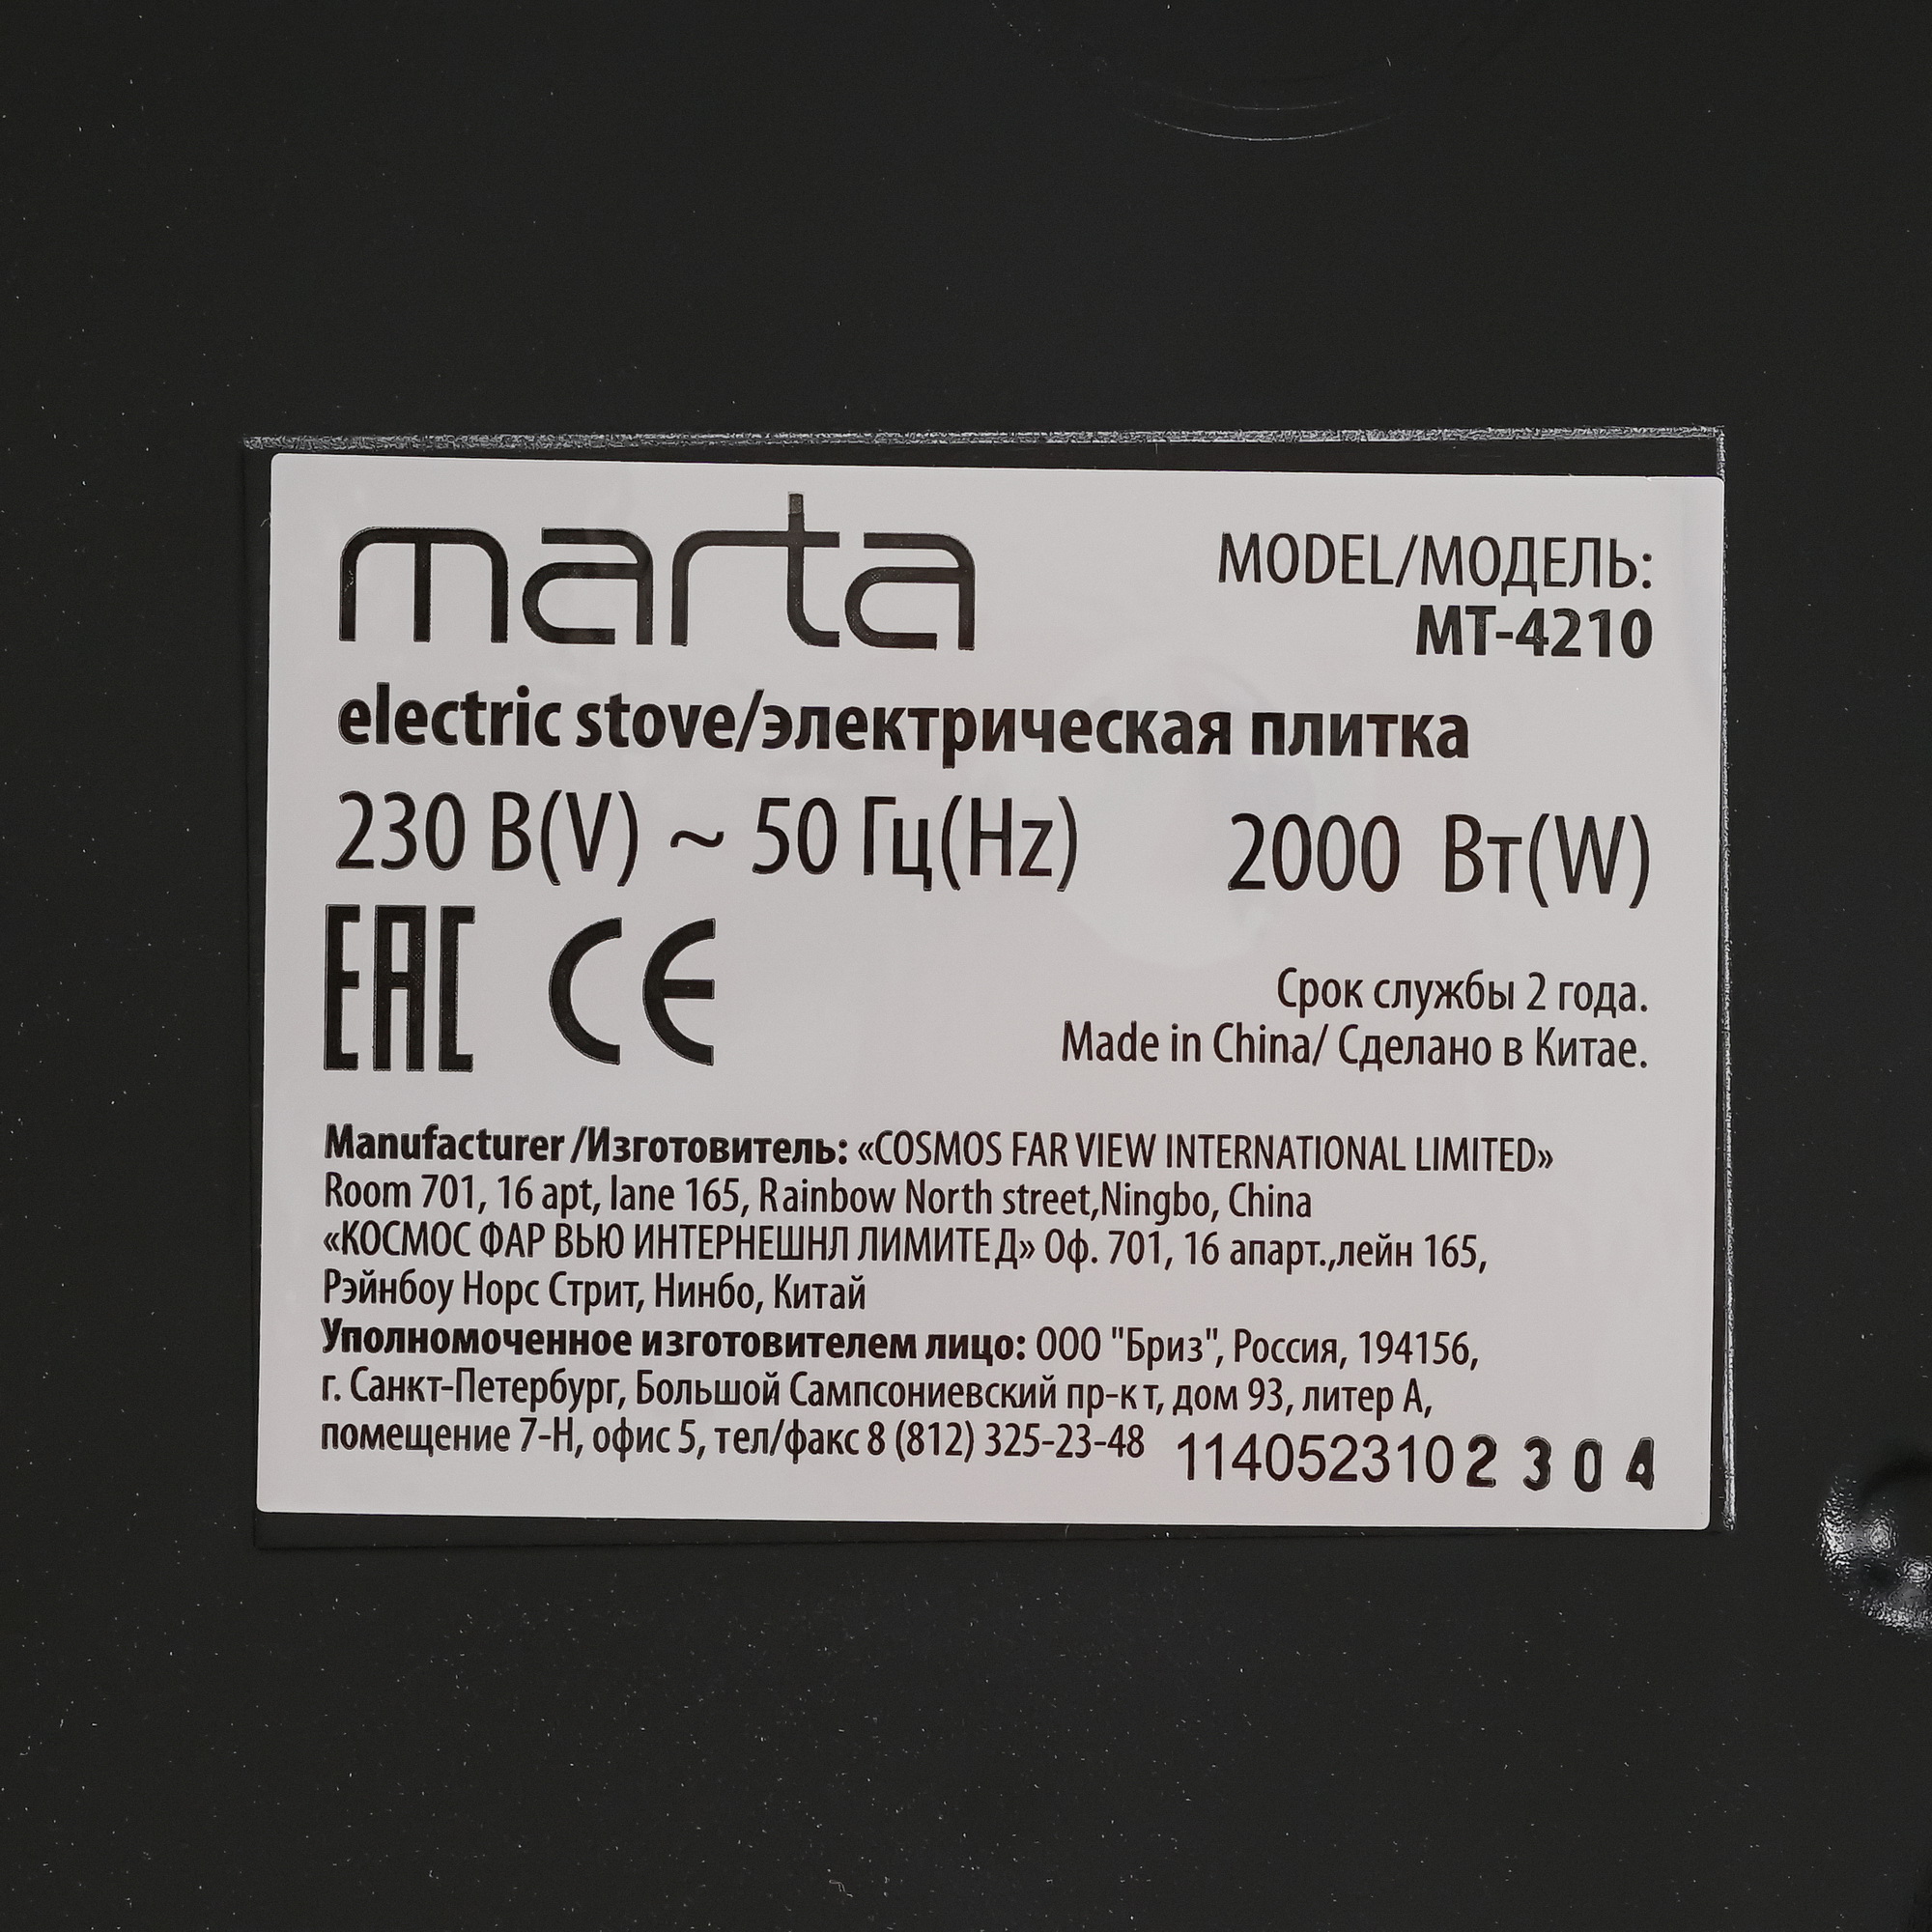 marta
MODEL/МОДЕЛЬ:
MT-4210
electric stove/электрическая плитка
230 В(V) ~ 50 Гц(Hz) 2000 Вт(W)
EAC CE
Срок службы 2 года.
Made in China/ Сделано в Китае.
Manufacturer /Изготовитель: «COSMOS FAR VIEW INTERNATIONAL LIMITED»
Room 701, 16 apt, lane 165, Rainbow North street,Ningbo, China
«КОСМОС ФАР ВЬЮ ИНТЕРНЕШНЛ ЛИМИТЕД» Оф. 701, 16 апарт.,лейн 165,
Рэйнбоу Норс Стрит, Нинбо, Китай
Уполномоченное изготовителем лицо: ООО "Бриз", Россия, 194156,
г. Санкт-Петербург, Большой Сампсониевский пр-кт, дом 93, литер А,
помещение 7-Н, офис 5, тел/факс 8 (812) 325-23-48 1140523102304